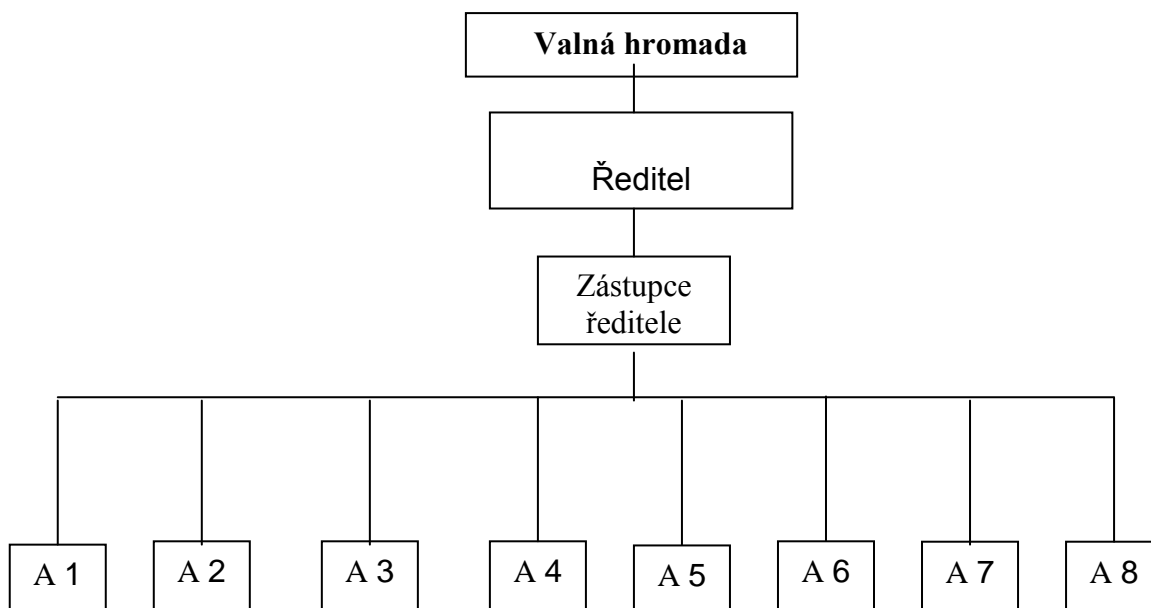 Valná hromada
Ředitel
Zástupce
ředitele
A 1
A 2
A 3
A 4
A 5
A 6
A 7
A 8